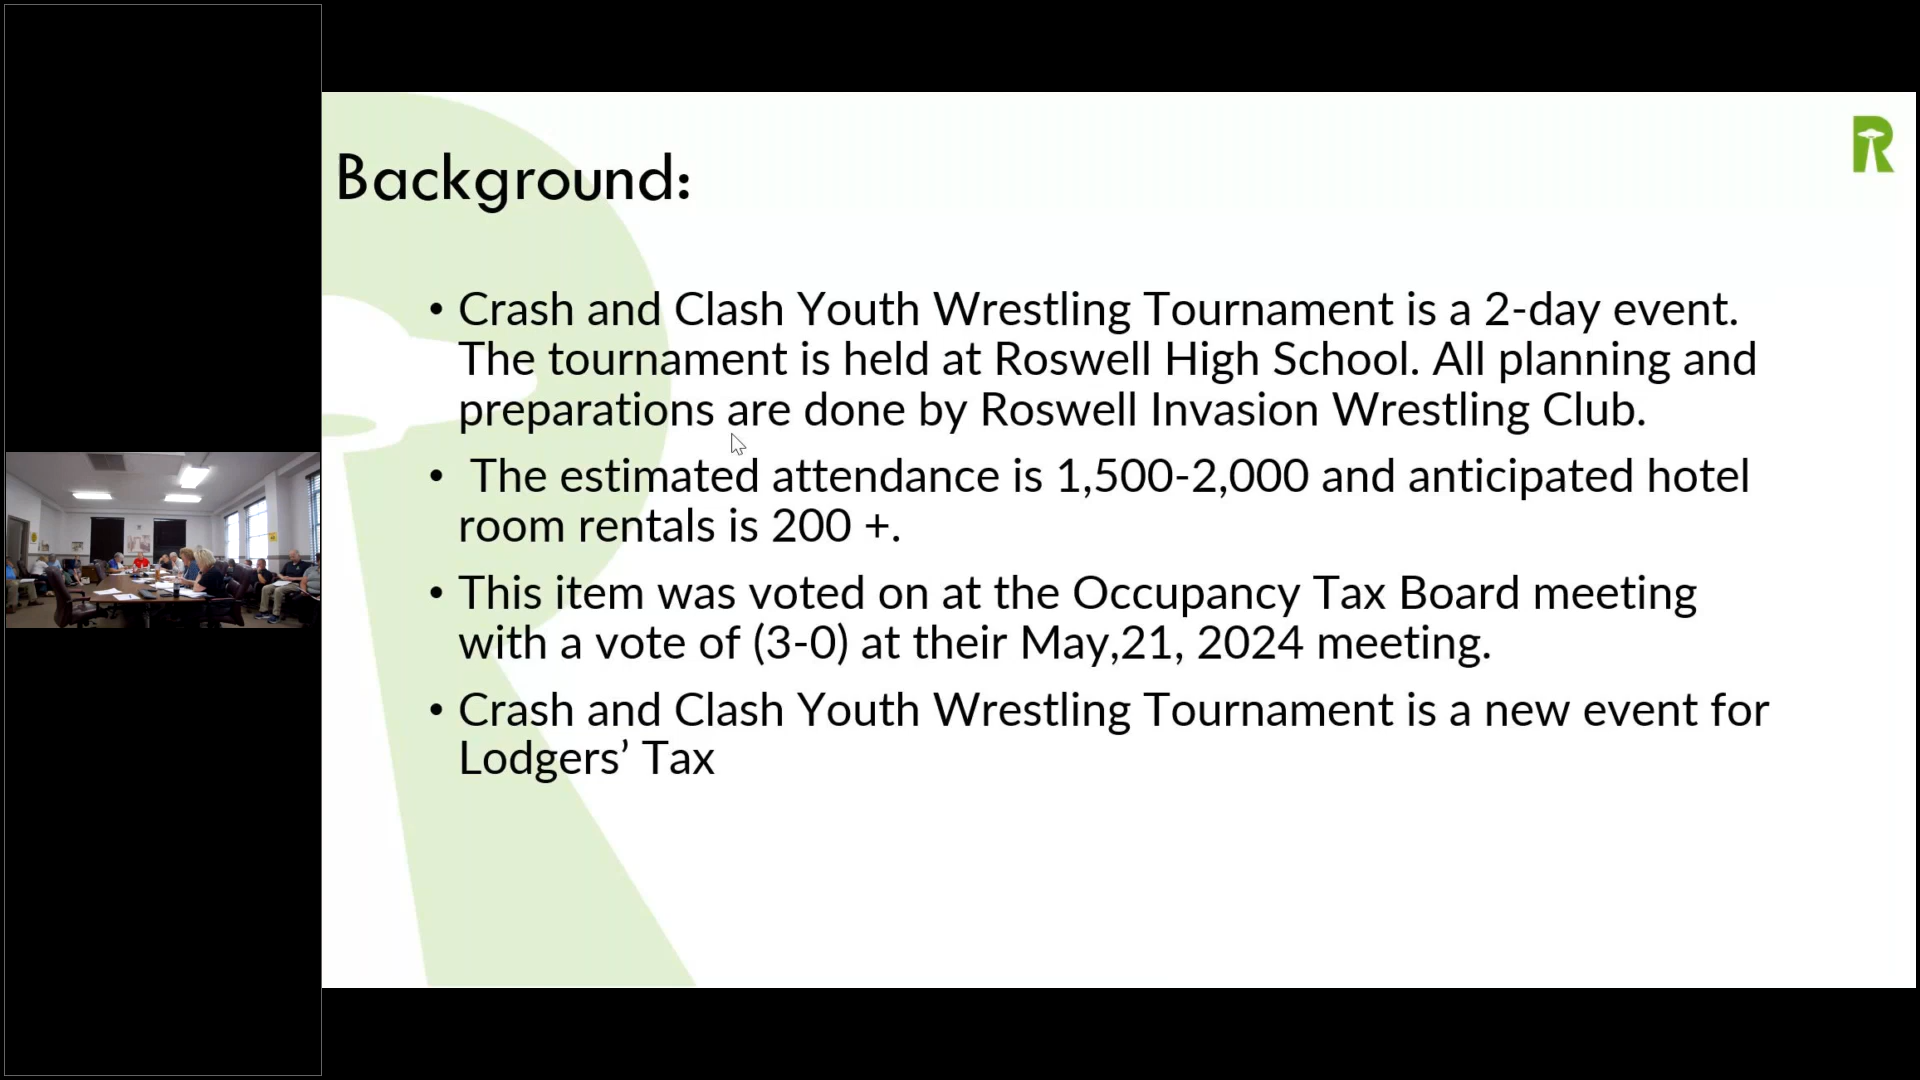 Background:
• Crash and Clash Youth Wrestling Tournament is a 2-day event.
The tournament is held at Roswell High School. All planning and
preparations are done by Roswell Invasion Wrestling Club.
• The estimated attendance is 1,500-2,000 and anticipated hotel
room rentals is 200 +.
• This item was voted on at the Occupancy Tax Board meeting
with a vote of (3-0) at their May,21, 2024 meeting.
• Crash and Clash Youth Wrestling Tournament is a new event for
Lodgers’ Tax
R